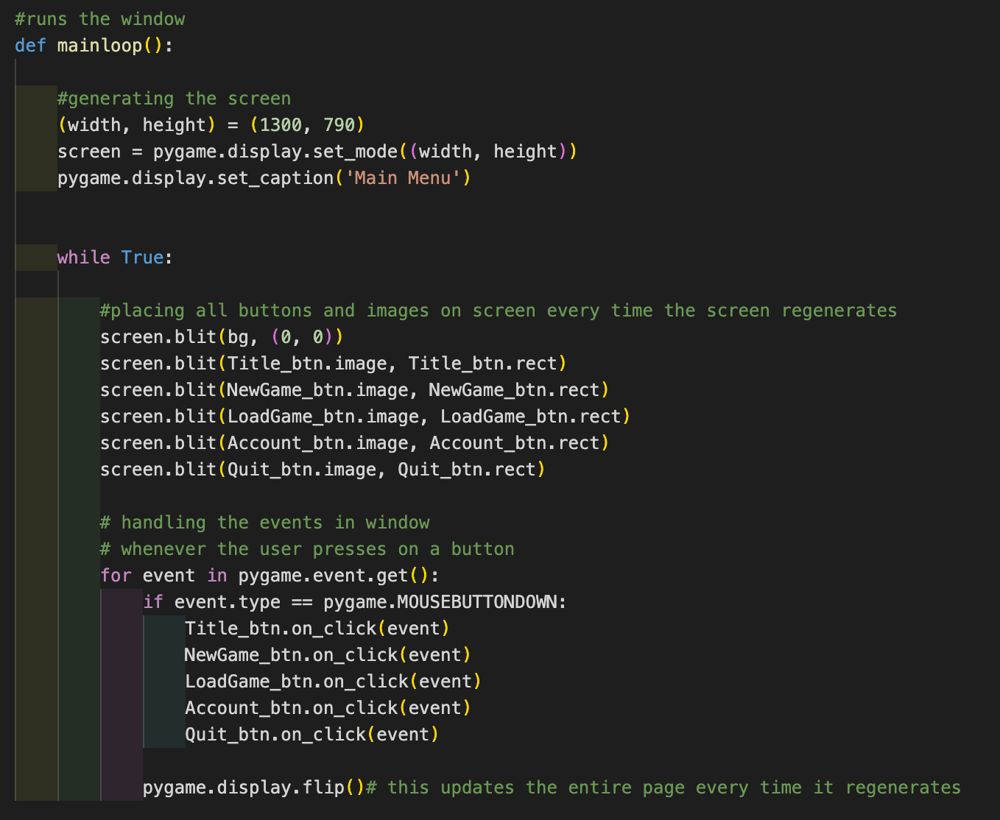 #runs the window
def mainloop():
#generating the screen
(width, height) = (1300, 790)
screen = pygame.display.set_mode((width, height))
pygame.display.set_caption('Main Menu')
while True:
#placing all buttons and images on screen every time the screen regenerates
screen.blit(bg, (0, 0))
screen.blit(Title_btn.image, Title_btn.rect)
screen.blit(NewGame_btn.image, NewGame_btn.rect)
screen.blit(LoadGame_btn.image, LoadGame_btn.rect)
screen.blit(Account_btn.image, Account_btn.rect)
screen.blit(Quit_btn.image, Quit_btn.rect)
# handling the events in window
# whenever the user presses on a button
for event in pygame.event.get():
if event.type == pygame.MOUSEBUTTONDOWN:
Title_btn.on_click(event)
NewGame_btn.on_click(event)
LoadGame_btn.on_click(event)
Account_btn.on_click(event)
Quit_btn.on_click(event)
pygame.display.flip()# this updates the entire page every time it regenerates